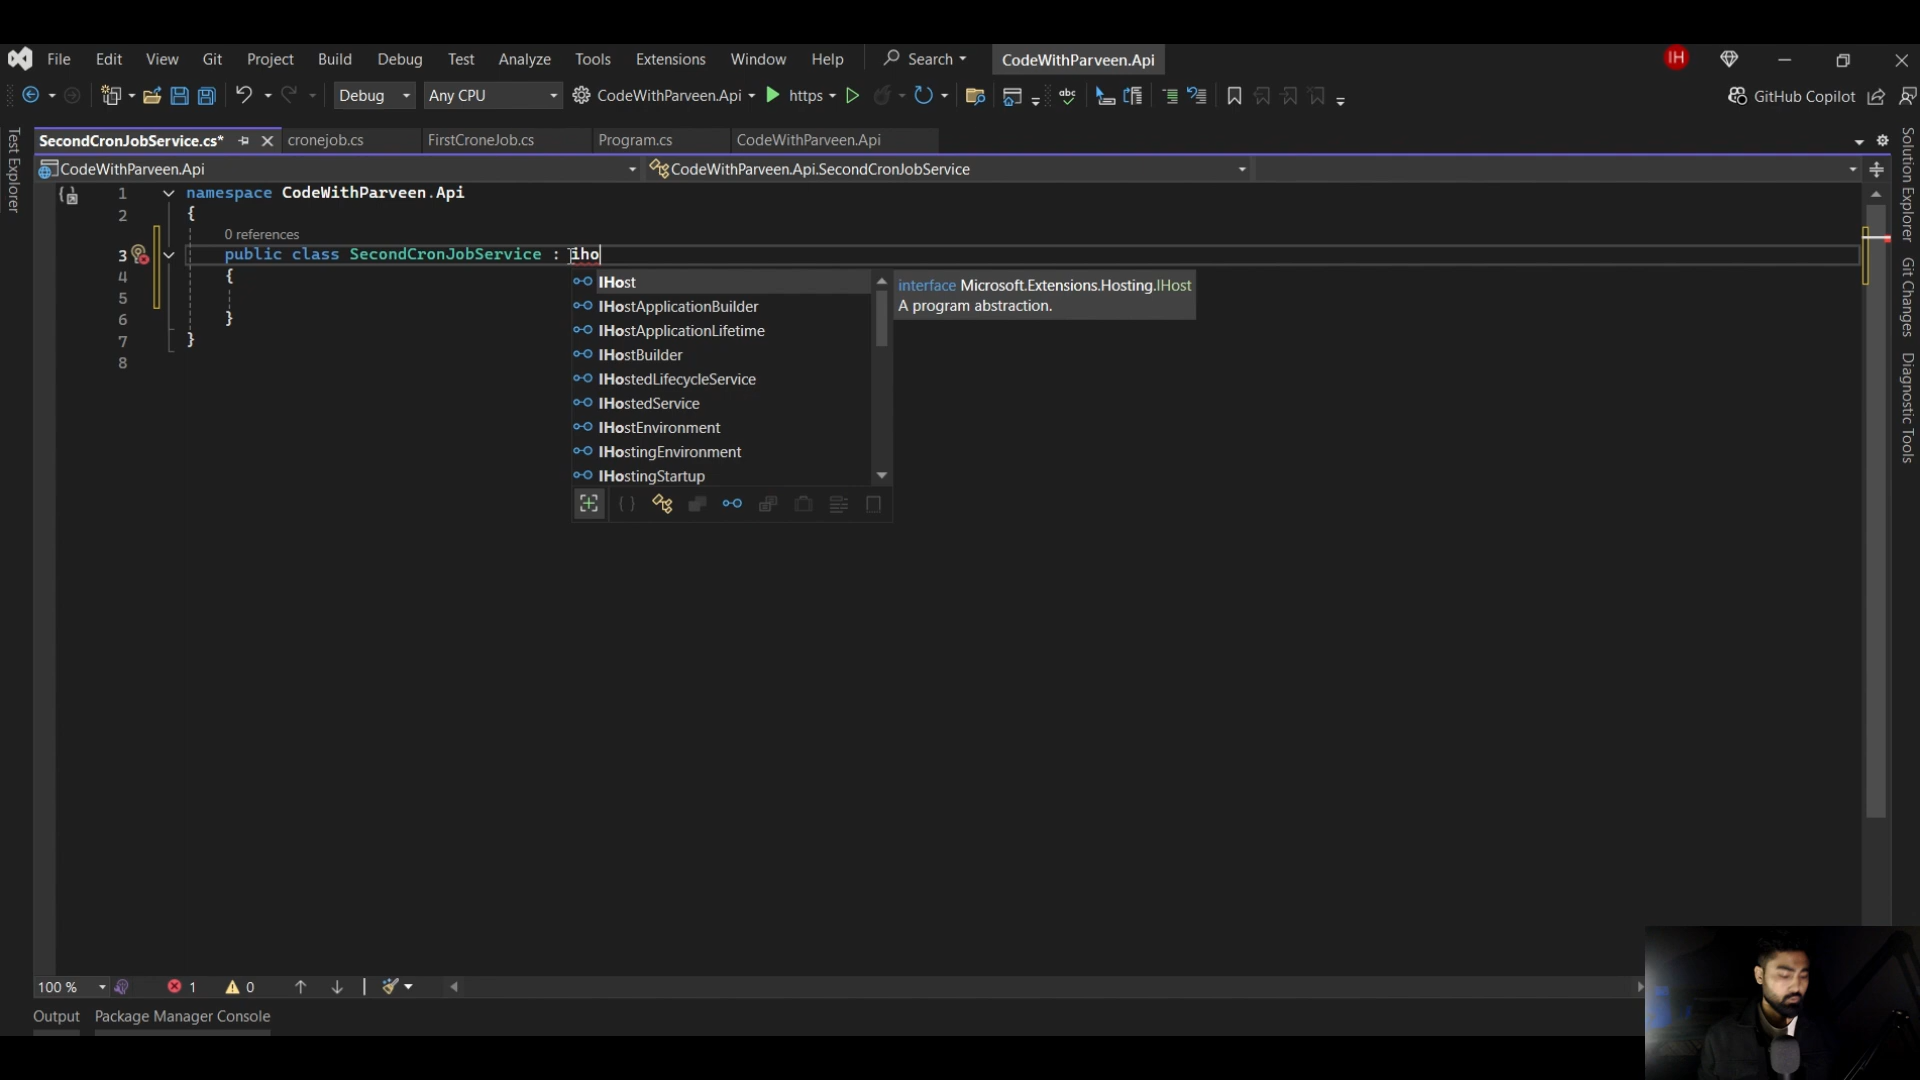 File Edit View Git Project Build Debug Test Analyze Tools Extensions Window Help Search CodeWithParveen.Api IH
Debug Any CPU CodeWithParveen.Api https GitHub Copilot
SecondCronJobService.cs* cronejob.cs FirstCroneJob.cs Program.cs CodeWithParveen.Api
CodeWithParveen.Api CodeWithParveen.Api.SecondCronJobService
Test Explorer
1 namespace CodeWithParveen.Api
2 {
0 references
3 public class SecondCronJobService : iho
4 {
5
6 }
7 }
8
IHost
IHostApplicationBuilder
IHostApplicationLifetime
IHostBuilder
IHostedLifecycleService
IHostedService
IHostEnvironment
IHostingEnvironment
IHostingStartup
interface Microsoft.Extensions.Hosting.IHost
A program abstraction.
Solution Explorer
Git Changes
Diagnostic Tools
100 % 1 0
Output Package Manager Console